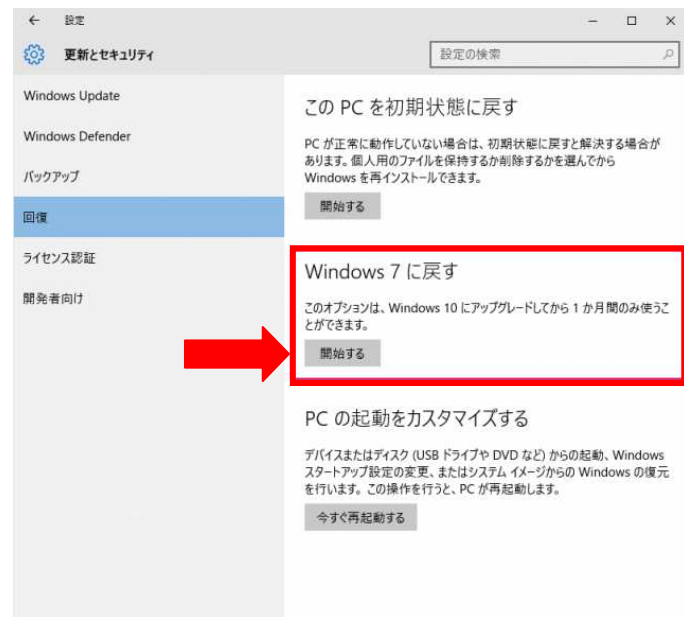 設定
更新とセキュリティ
設定の検索
Windows Update
Windows Defender
バックアップ
回復
ライセンス認証
開発者向け
この PC を初期状態に戻す
PC が正常に動作していない場合は、初期状態に戻すと解決する場合が
あります。個人用のファイルを保持するか削除するかを選んでから
Windows を再インストールできます。
開始する
Windows 7 に戻す
このオプションは、Windows 10 にアップグレードしてから 1 か月間のみ使うこ
とができます。
開始する
PC の起動をカスタマイズする
デバイスまたはディスク (USB ドライブや DVD など) からの起動、Windows
スタートアップ設定の変更、またはシステム イメージからの Windows の復元
を行います。この操作を行うと、PC が再起動します。
今すぐ再起動する